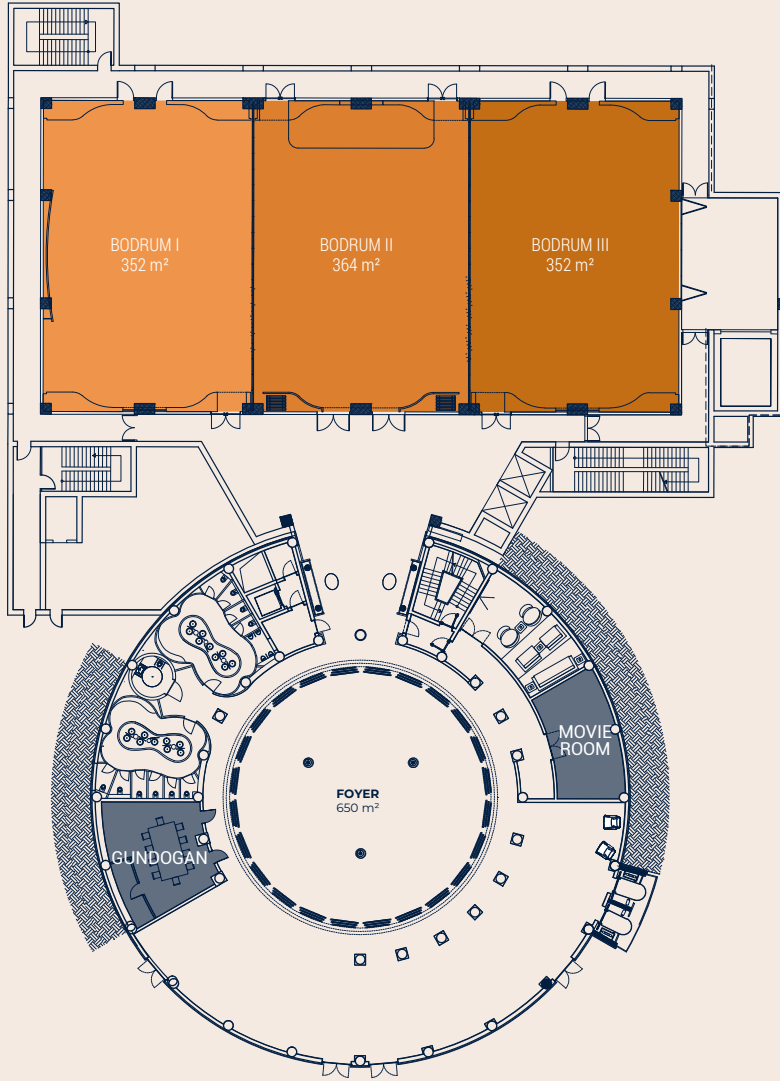 BODRUM I
352 m²
BODRUM II
364 m²
BODRUM III
352 m²
MOVIE
ROOM
FOYER
650 m²
GUNDOGAN